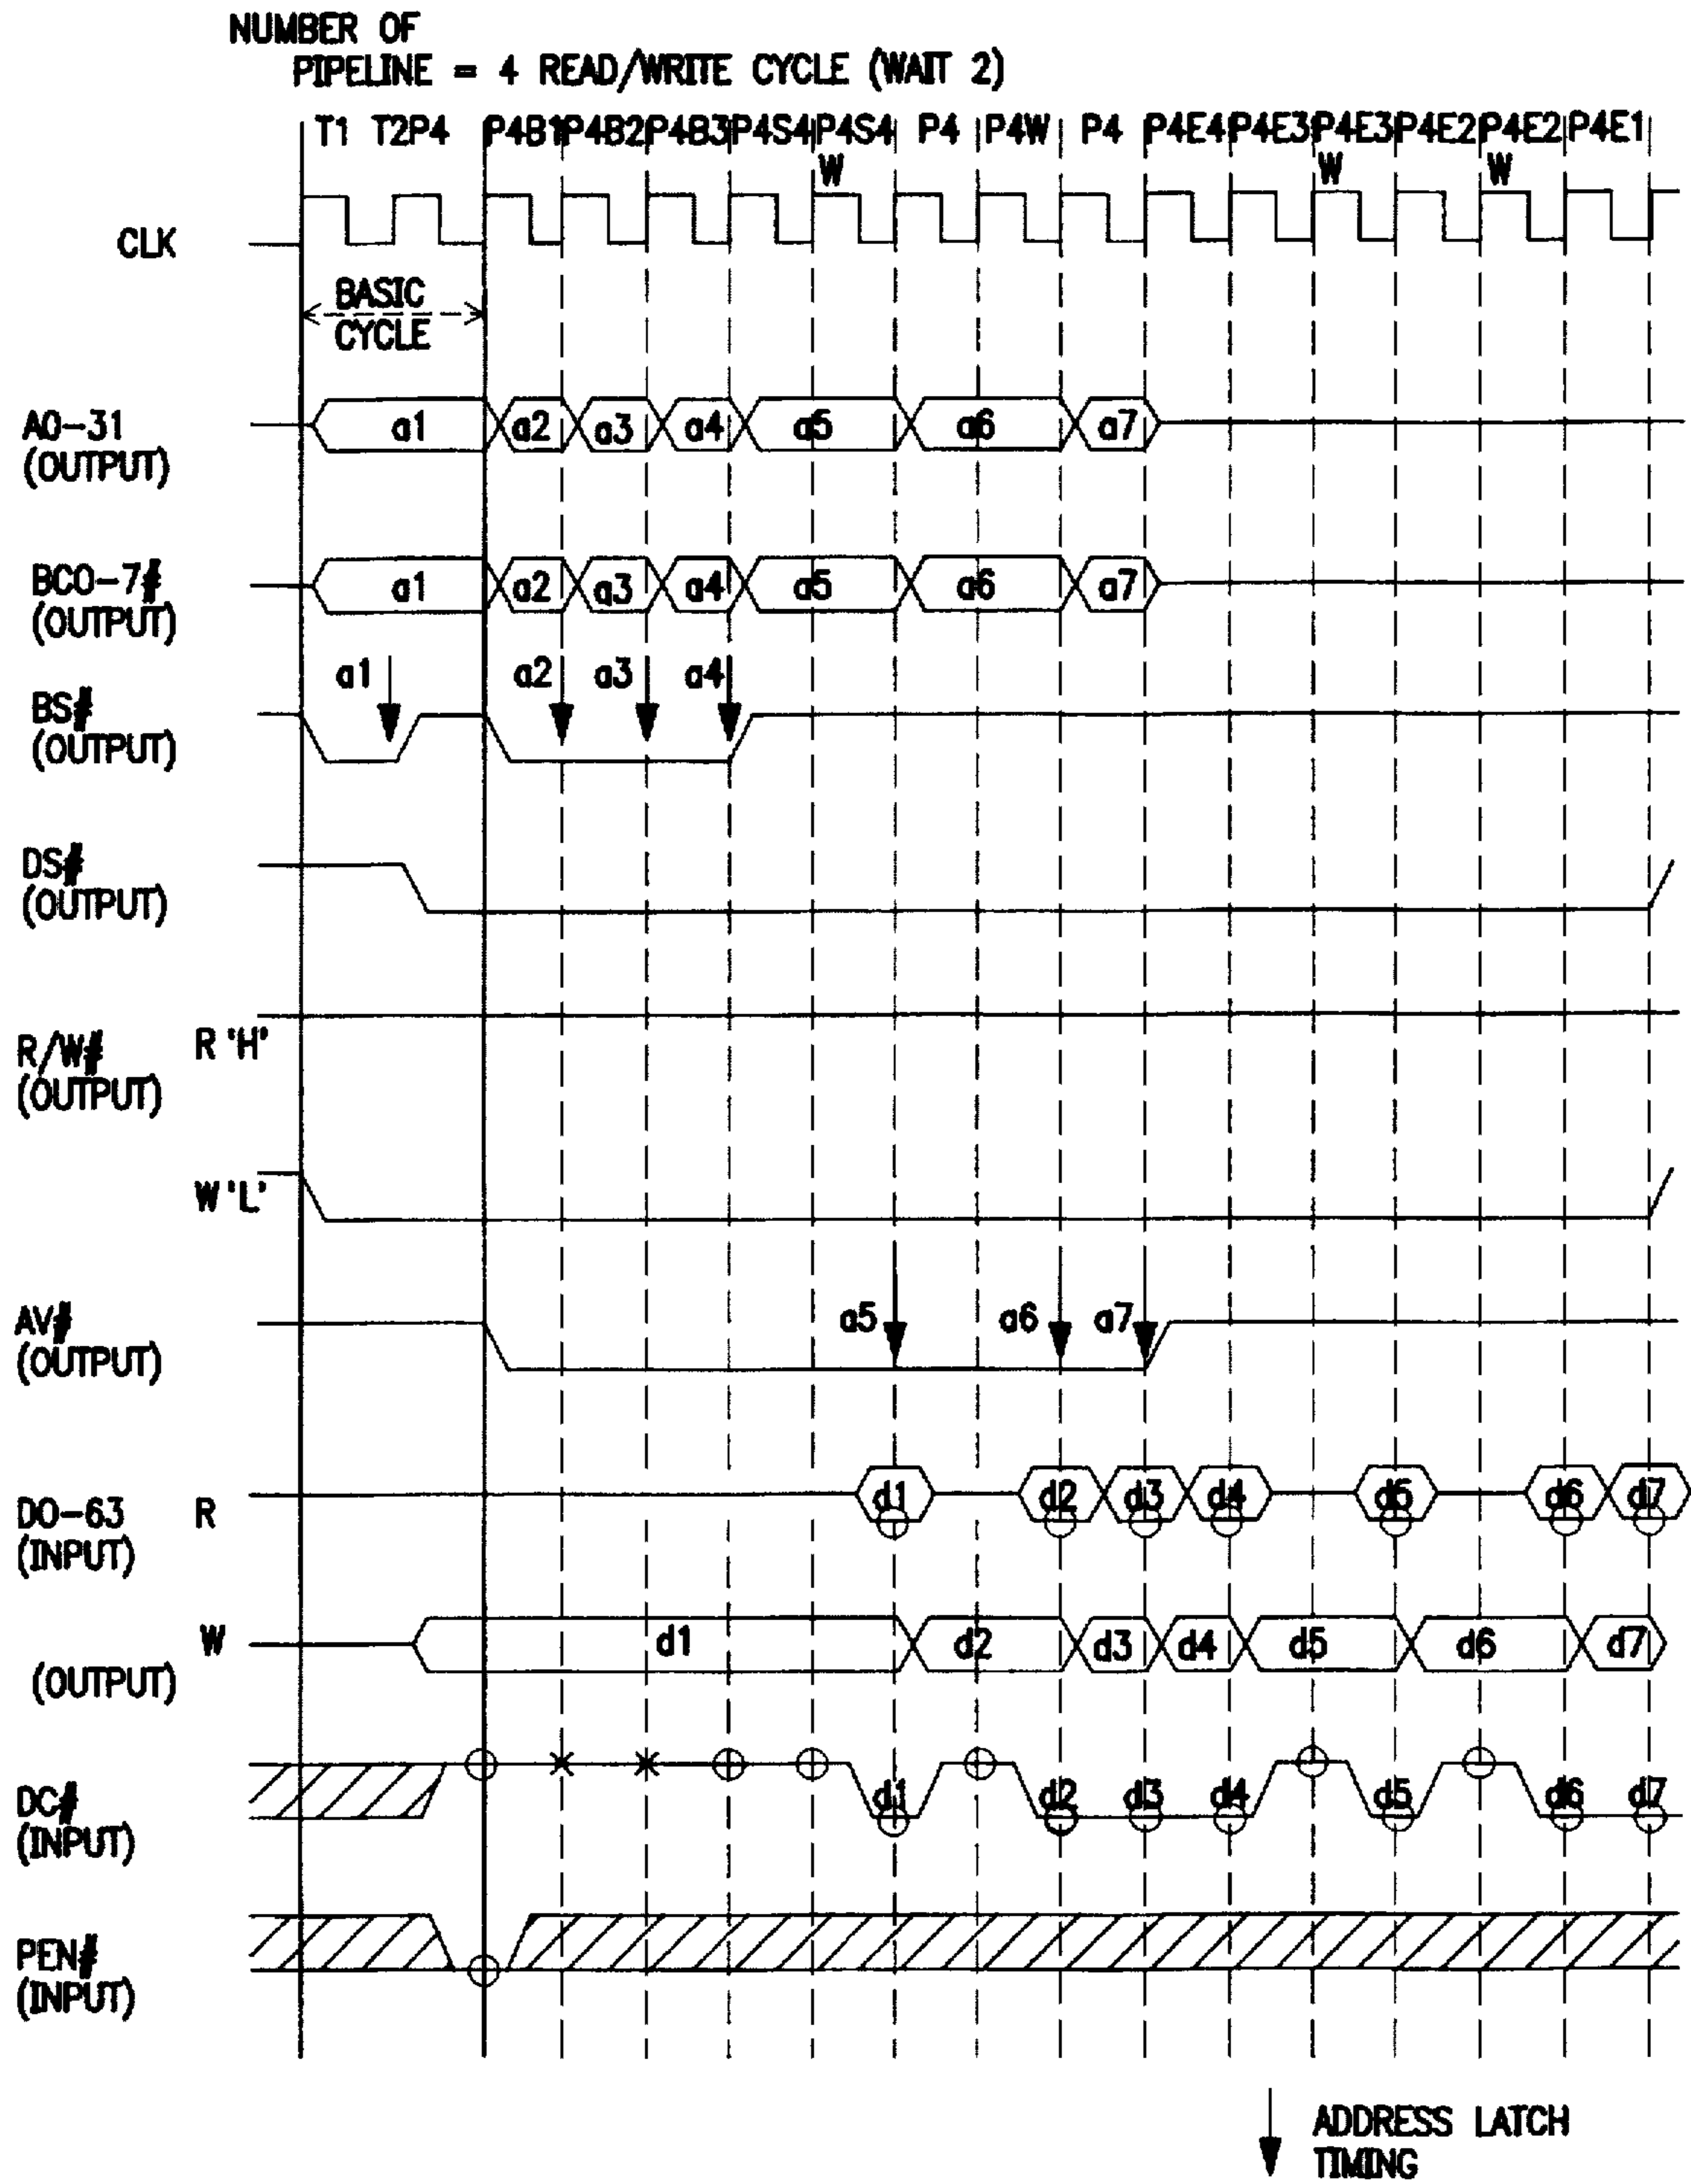 NUMBER OF
PIPELINE = 4 READ/WRITE CYCLE (WAIT 2)
T1 T2P4 P4B1 P4B2 P4B3 P4S4 P4S4 P4 P4W P4 P4E4 P4E3 P4E3 P4E2 P4E2 P4E1
W W W
CLK
BASIC
CYCLE
A0-31 a1 a2 a3 a4 a5 a6 a7
(OUTPUT)
BC0-7# a1 a2 a3 a4 a5 a6 a7
(OUTPUT)
a1 a2 a3 a4
BS#
(OUTPUT)
DS#
(OUTPUT)
R/W# R 'H'
(OUTPUT)
W 'L'
AV# a5 a6 a7
(OUTPUT)
D0-63 R d1 d2 d3 d4 d5 d6 d7
(INPUT)
W d1 d2 d3 d4 d5 d6 d7
(OUTPUT)
DC# d1 d2 d3 d4 d5 d6 d7
(INPUT)
PEN#
(INPUT)
ADDRESS LATCH
TIMING